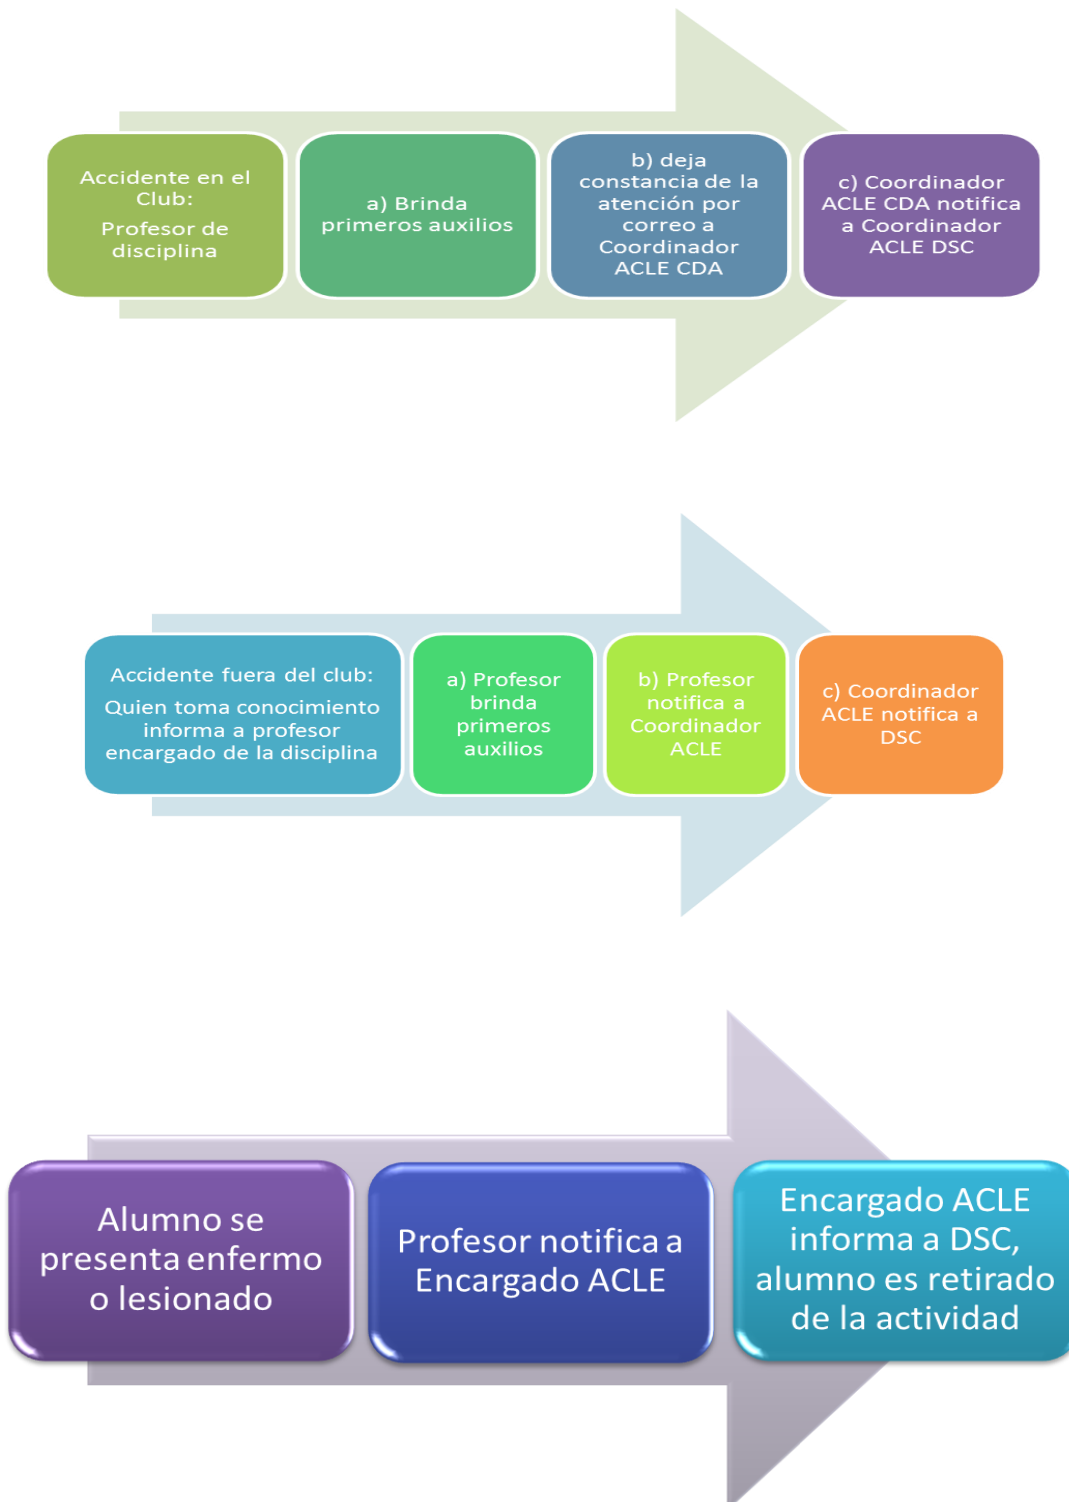 Accidente en el
Club:
Profesor de
disciplina
a) Brinda
primeros auxilios
b) deja
constancia de la
atención por
correo a
Coordinador
ACLE CDA
c) Coordinador
ACLE CDA notifica
a Coordinador
ACLE DSC
Accidente fuera del club:
Quien toma conocimiento
informa a profesor
encargado de la disciplina
a) Profesor
brinda
primeros
auxilios
b) Profesor
notifica a
Coordinador
ACLE
c) Coordinador
ACLE notifica a
DSC
Alumno se
presenta enfermo
o lesionado
Profesor notifica a
Encargado ACLE
Encargado ACLE
informa a DSC,
alumno es retirado
de la actividad